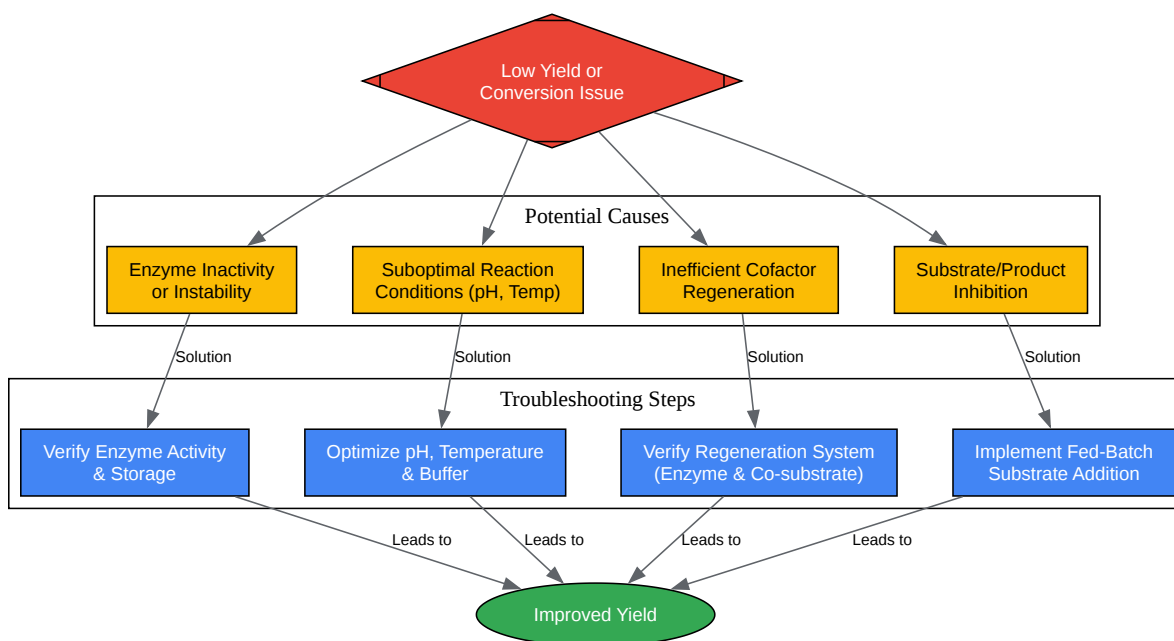 Low Yield or
Conversion Issue
Potential Causes
Enzyme Inactivity
or Instability
Suboptimal Reaction
Conditions (pH, Temp)
Inefficient Cofactor
Regeneration
Substrate/Product
Inhibition
Solution
Solution
Solution
Solution
Troubleshooting Steps
Verify Enzyme Activity
& Storage
Optimize pH, Temperature
& Buffer
Verify Regeneration System
(Enzyme & Co-substrate)
Implement Fed-Batch
Substrate Addition
Leads to
Leads to
Leads to
Leads to
Improved Yield